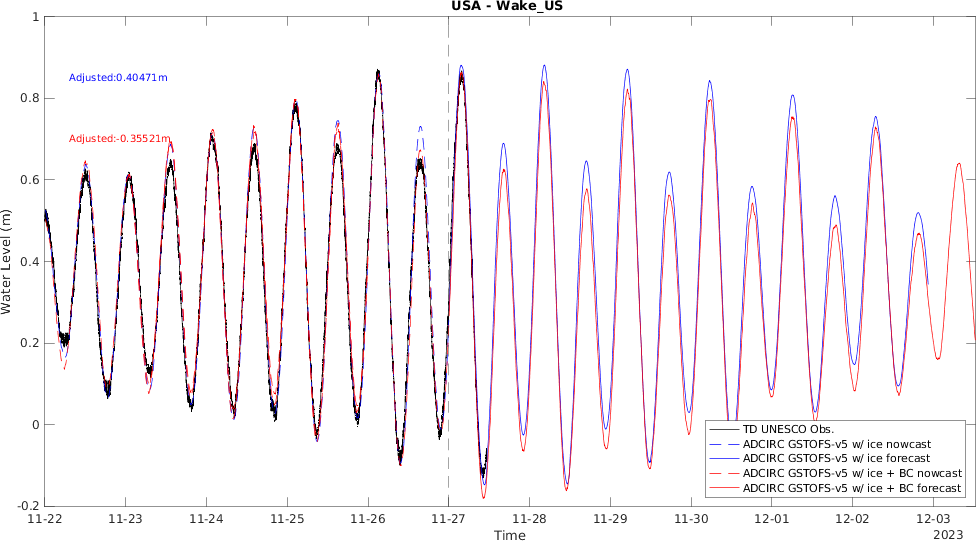 USA - Wake_US
1
0.8
0.6
0.4
0.2
0
-0.2
Water Level (m)
Adjusted:0.40471m
Adjusted:-0.35521m
TD UNESCO Obs.
ADCIRC GSTOFS-v5 w/ ice nowcast
ADCIRC GSTOFS-v5 w/ ice forecast
ADCIRC GSTOFS-v5 w/ ice + BC nowcast
ADCIRC GSTOFS-v5 w/ ice + BC forecast
11-22 11-23 11-24 11-25 11-26 11-27 11-28 11-29 11-30 12-01 12-02 12-03
Time
2023